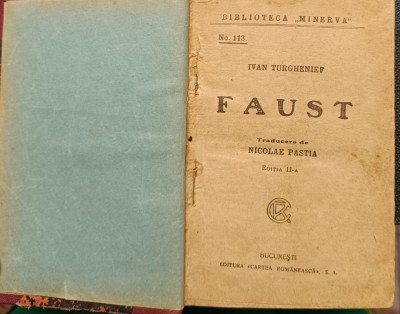 BIBLIOTECA „MINERVA"
No. 113.
IVAN TURGHENIEF
FAUST
Traducere de
NICOLAE PASTIA
EDIȚIA II-a
BUCUREȘTI
EDITURA «CARTEA ROMÂNEASCĂ», S. A.